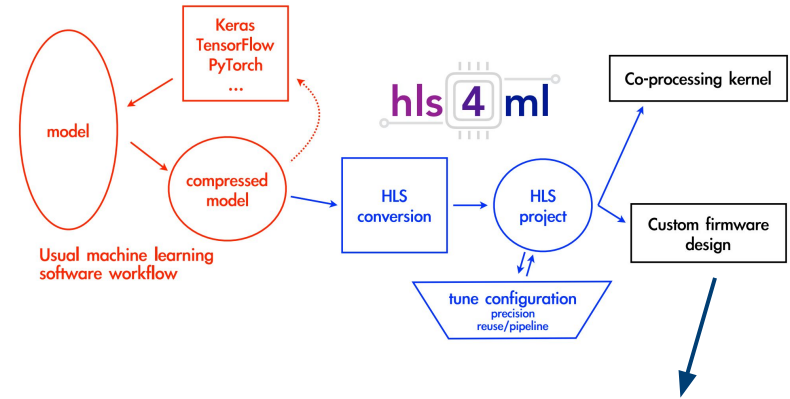 Keras
TensorFlow
PyTorch
...
model
compressed
model
Usual machine learning
software workflow
hls 4 ml
HLS
conversion
HLS
project
tune configuration
precision
reuse/pipeline
Co-processing kernel
Custom firmware
design